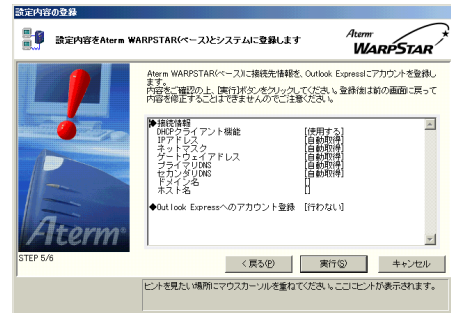 設定内容の登録
設定内容をAterm WARPSTAR(ベース)とシステムに登録します
Aterm
WARPSTAR
Aterm WARPSTAR(ベース)に接続先情報を、Outlook Expressにアカウントを登録し
ます。
内容をご確認の上、[実行]ボタンをクリックしてください。登録後は前の画面に戻って
内容を修正することはできませんのでご注意ください。
◆接続情報
DHCPクライアント機能 [使用する]
IPアドレス [自動取得]
ネットマスク [自動取得]
ゲートウェイアドレス [自動取得]
プライマリDNS [自動取得]
セカンダリDNS [自動取得]
ドメイン名 []
ホスト名 []
◆Outlook Expressへのアカウント登録 [行わない]
Aterm
STEP 5/6
< 戻る(P)
実行(S)
キャンセル
ヒントを見たい場所にマウスカーソルを重ねてください。ここにヒントが表示されます。